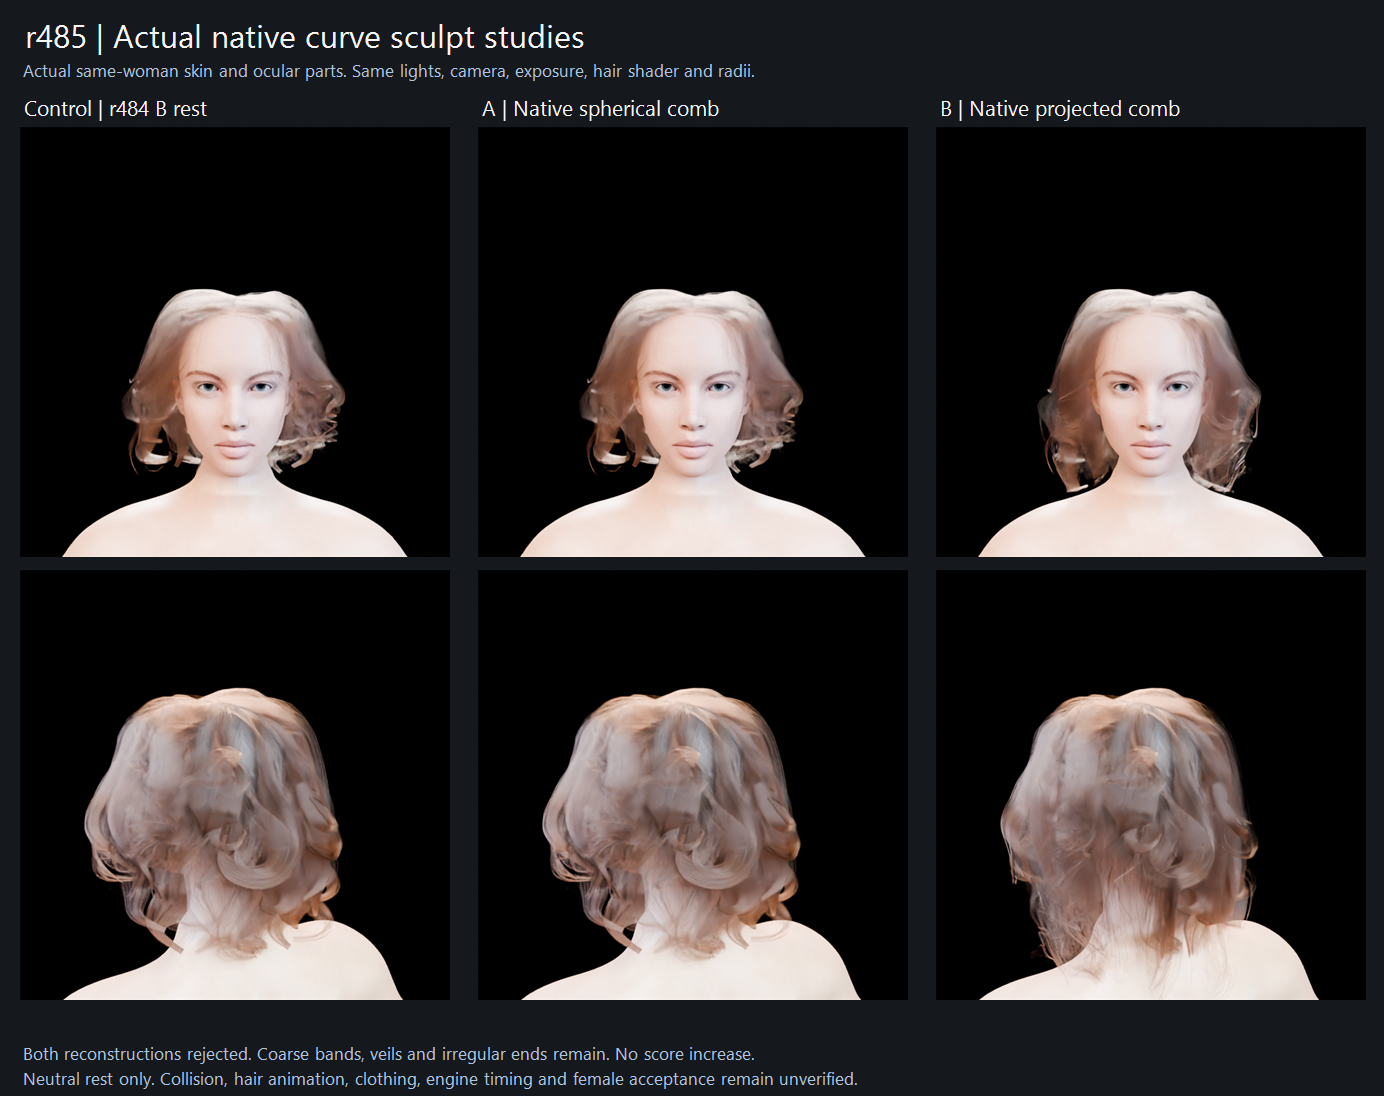 r485 | Actual native curve sculpt studies
Actual same-woman skin and ocular parts. Same lights, camera, exposure, hair shader and radii.
Control | r484 B rest
A | Native spherical comb
B | Native projected comb
Both reconstructions rejected. Coarse bands, veils and irregular ends remain. No score increase.
Neutral rest only. Collision, hair animation, clothing, engine timing and female acceptance remain unverified.